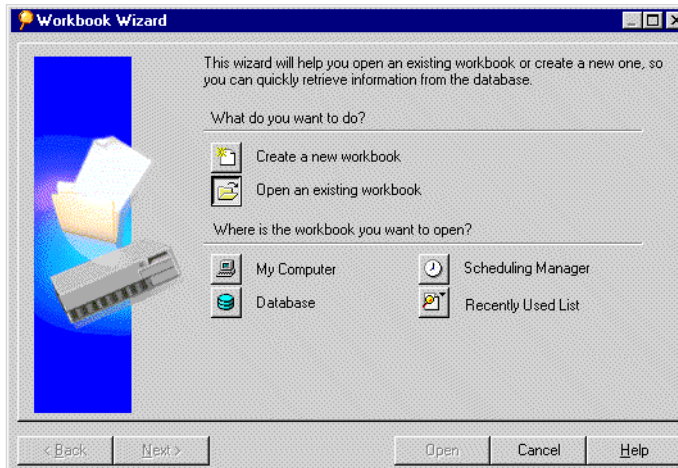 Workbook Wizard
This wizard will help you open an existing workbook or create a new one, so
you can quickly retrieve information from the database.
What do you want to do?
Create a new workbook
Open an existing workbook
Where is the workbook you want to open?
My Computer
Scheduling Manager
Database
Recently Used List
< Back
Next >
Open
Cancel
Help